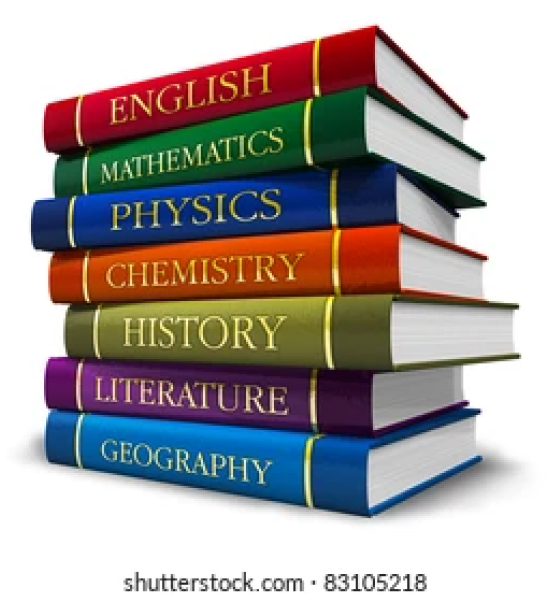 ENGLISH
MATHEMATICS
PHYSICS
CHEMISTRY
HISTORY
LITERATURE
GEOGRAPHY
shutterstock.com · 83105218